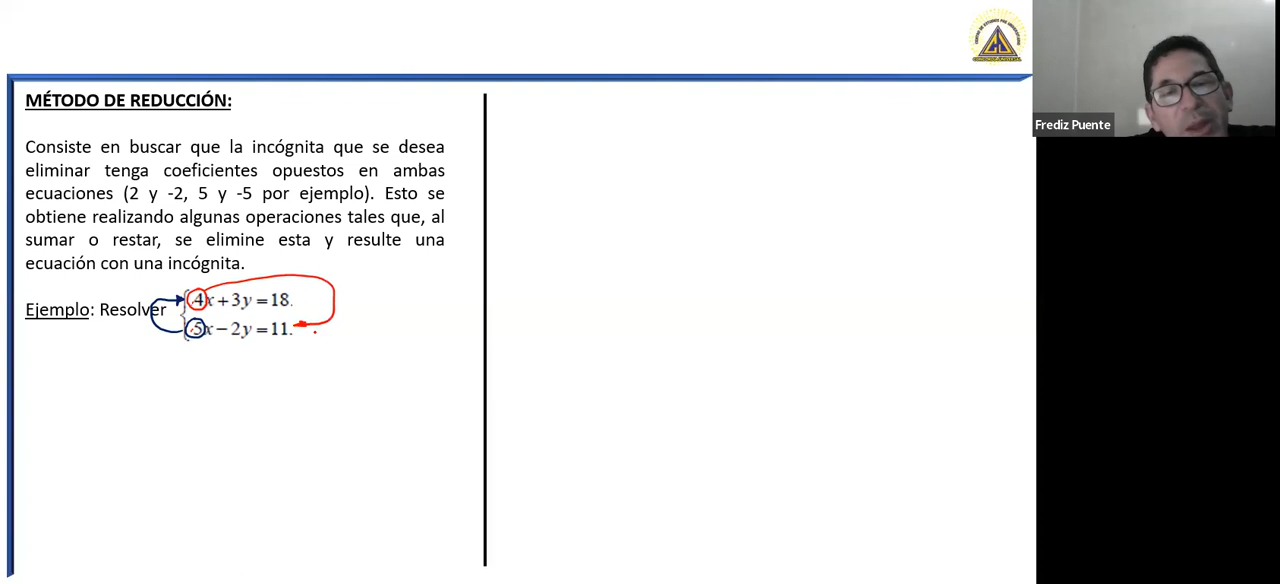 MÉTODO DE REDUCCIÓN:
Consiste en buscar que la incógnita que se desea
eliminar tenga coeficientes opuestos en ambas
ecuaciones (2 y -2, 5 y -5 por ejemplo). Esto se
obtiene realizando algunas operaciones tales que, al
sumar o restar, se elimine esta y resulte una
ecuación con una incógnita.
Ejemplo: Resolver
4x + 3y = 18.
5x − 2y = 11.
Frediz Puente